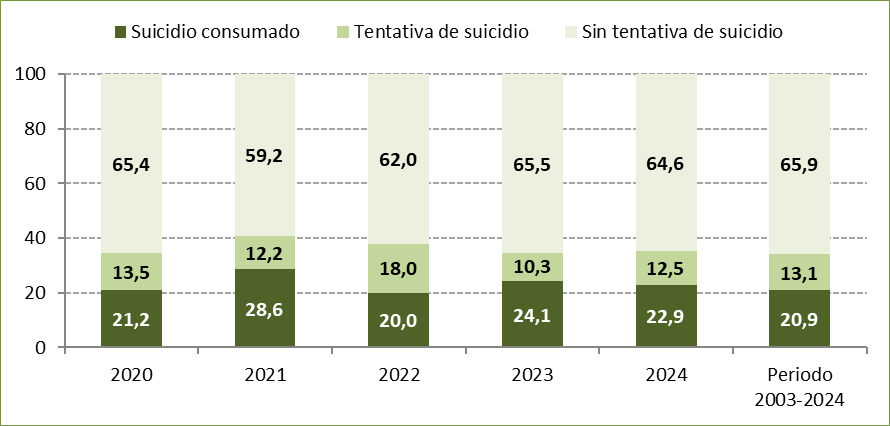 Suicidio consumado Tentativa de suicidio Sin tentativa de suicidio
100
80
60
40
20
0
65,4 59,2 62,0 65,5 64,6 65,9
13,5 12,2 18,0 10,3 12,5 13,1
21,2 28,6 20,0 24,1 22,9 20,9
2020 2021 2022 2023 2024 Periodo
2003-2024